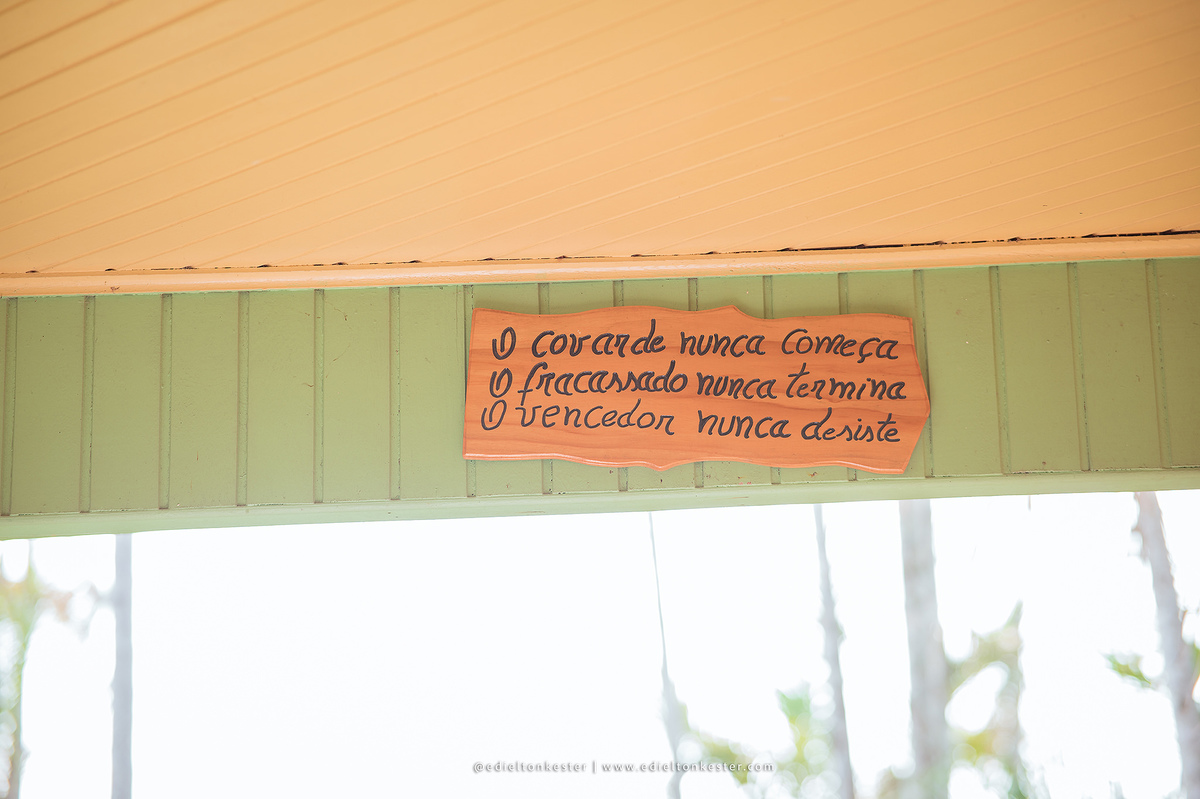 O covarde nunca começa
O fracassado nunca termina
O vencedor nunca desiste
@edieltonkester | www.edieltonkester.com